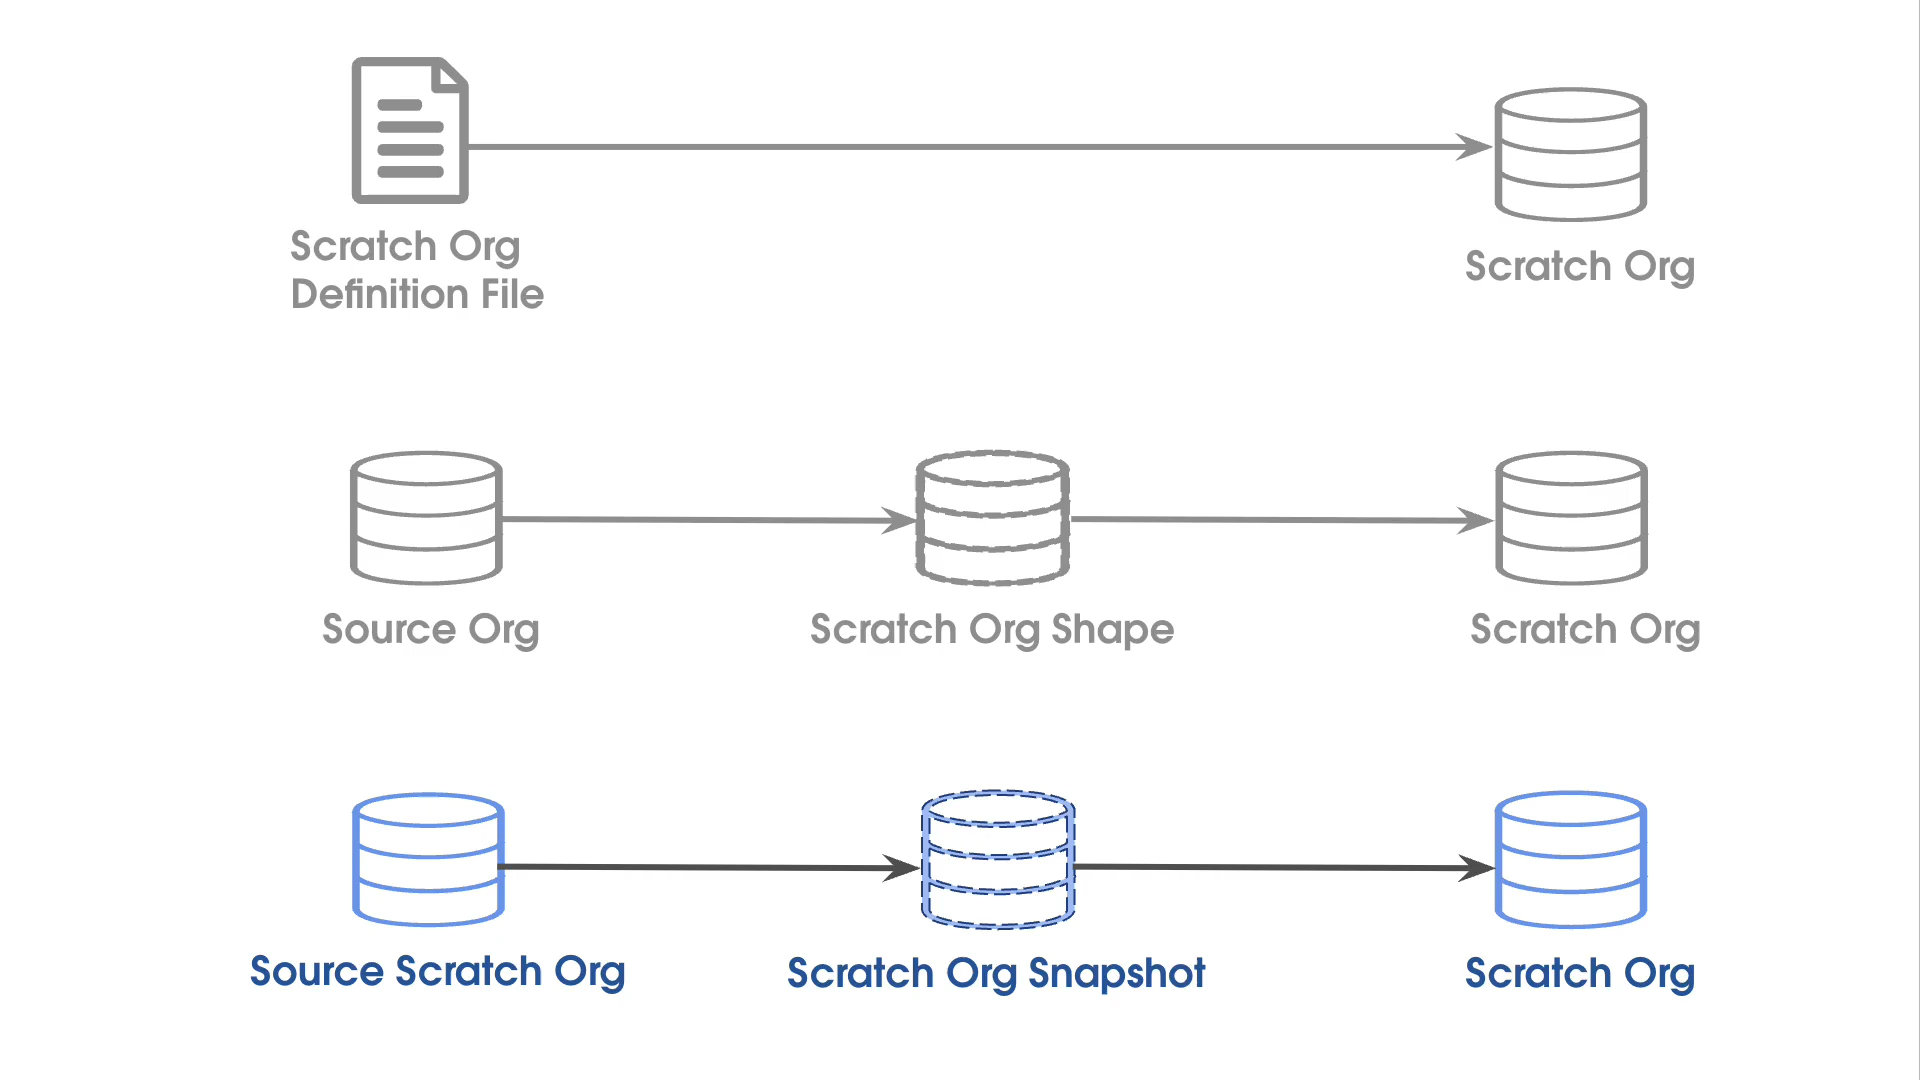 Scratch Org
Definition File
Scratch Org
Source Org
Scratch Org Shape
Scratch Org
Source Scratch Org
Scratch Org Snapshot
Scratch Org